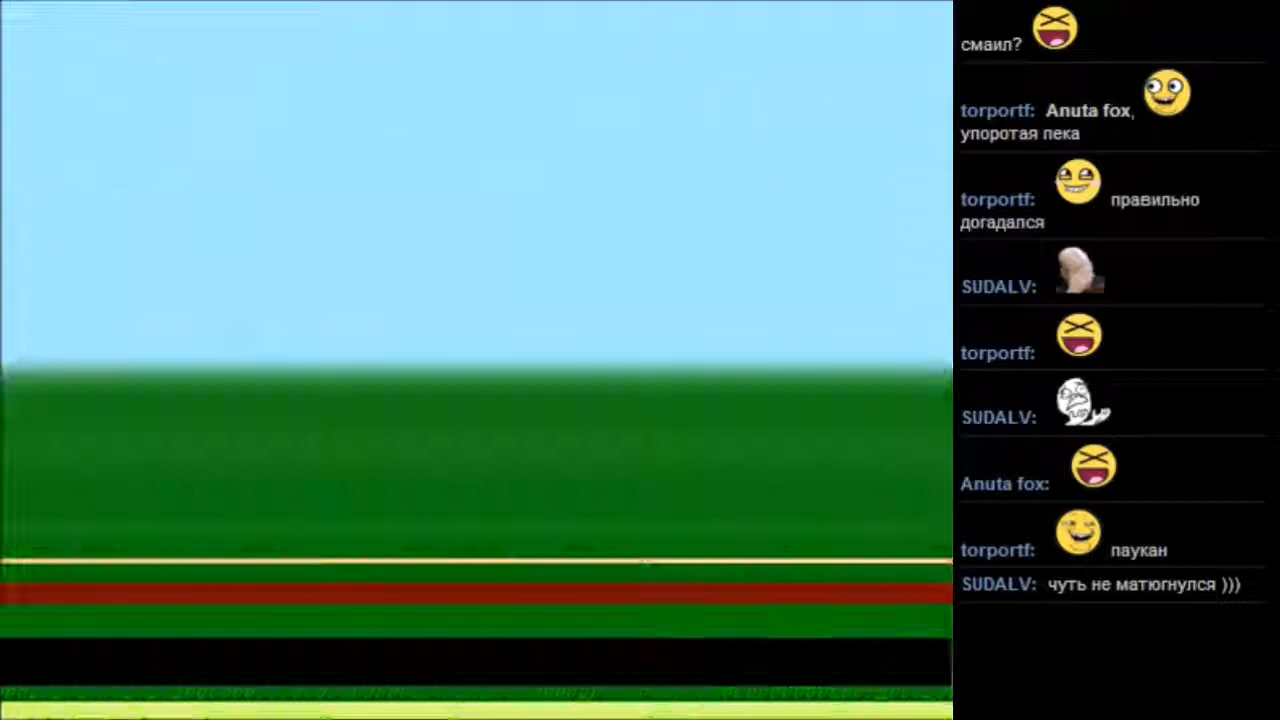 смаил?
torportf: Anuta fox,
упоротая пека
torportf: правильно
догадался
SUDALV:
torportf:
SUDALV:
Anuta fox:
torportf: паукан
SUDALV: чуть не матюгнулся )))